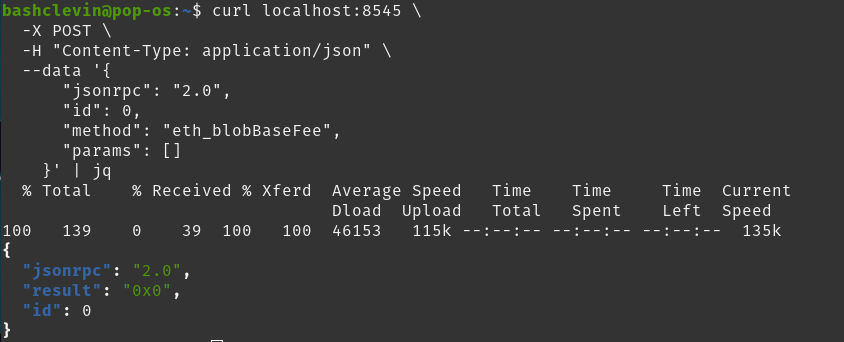 bashclevin@pop-os:~$ curl localhost:8545 \
  -X POST \
  -H "Content-Type: application/json" \
  --data '{
      "jsonrpc": "2.0",
      "id": 0,
      "method": "eth_blobBaseFee",
      "params": []
    }' | jq
  % Total    % Received % Xferd  Average Speed   Time    Time     Time  Current
                                 Dload  Upload   Total   Spent    Left  Speed
100   139    0    39  100   100  46153   115k --:--:-- --:--:-- --:--:--  135k
{
  "jsonrpc": "2.0",
  "result": "0x0",
  "id": 0
}